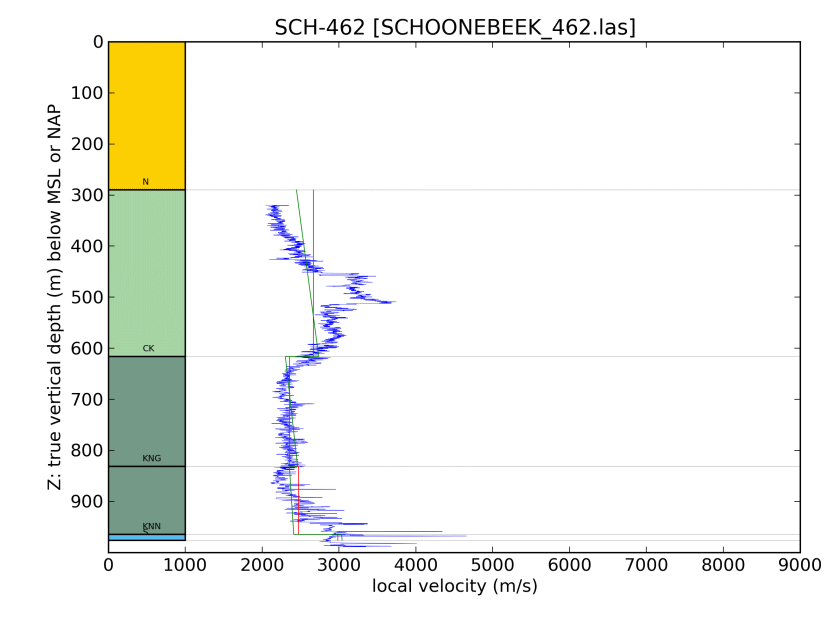 SCH-462 [SCHOONEBEEK_462.las]
Z: true vertical depth (m) below MSL or NAP
0
100
200
300
400
500
600
700
800
900
N
CK
KNG
KNN
S
0 1000 2000 3000 4000 5000 6000 7000 8000 9000
local velocity (m/s)